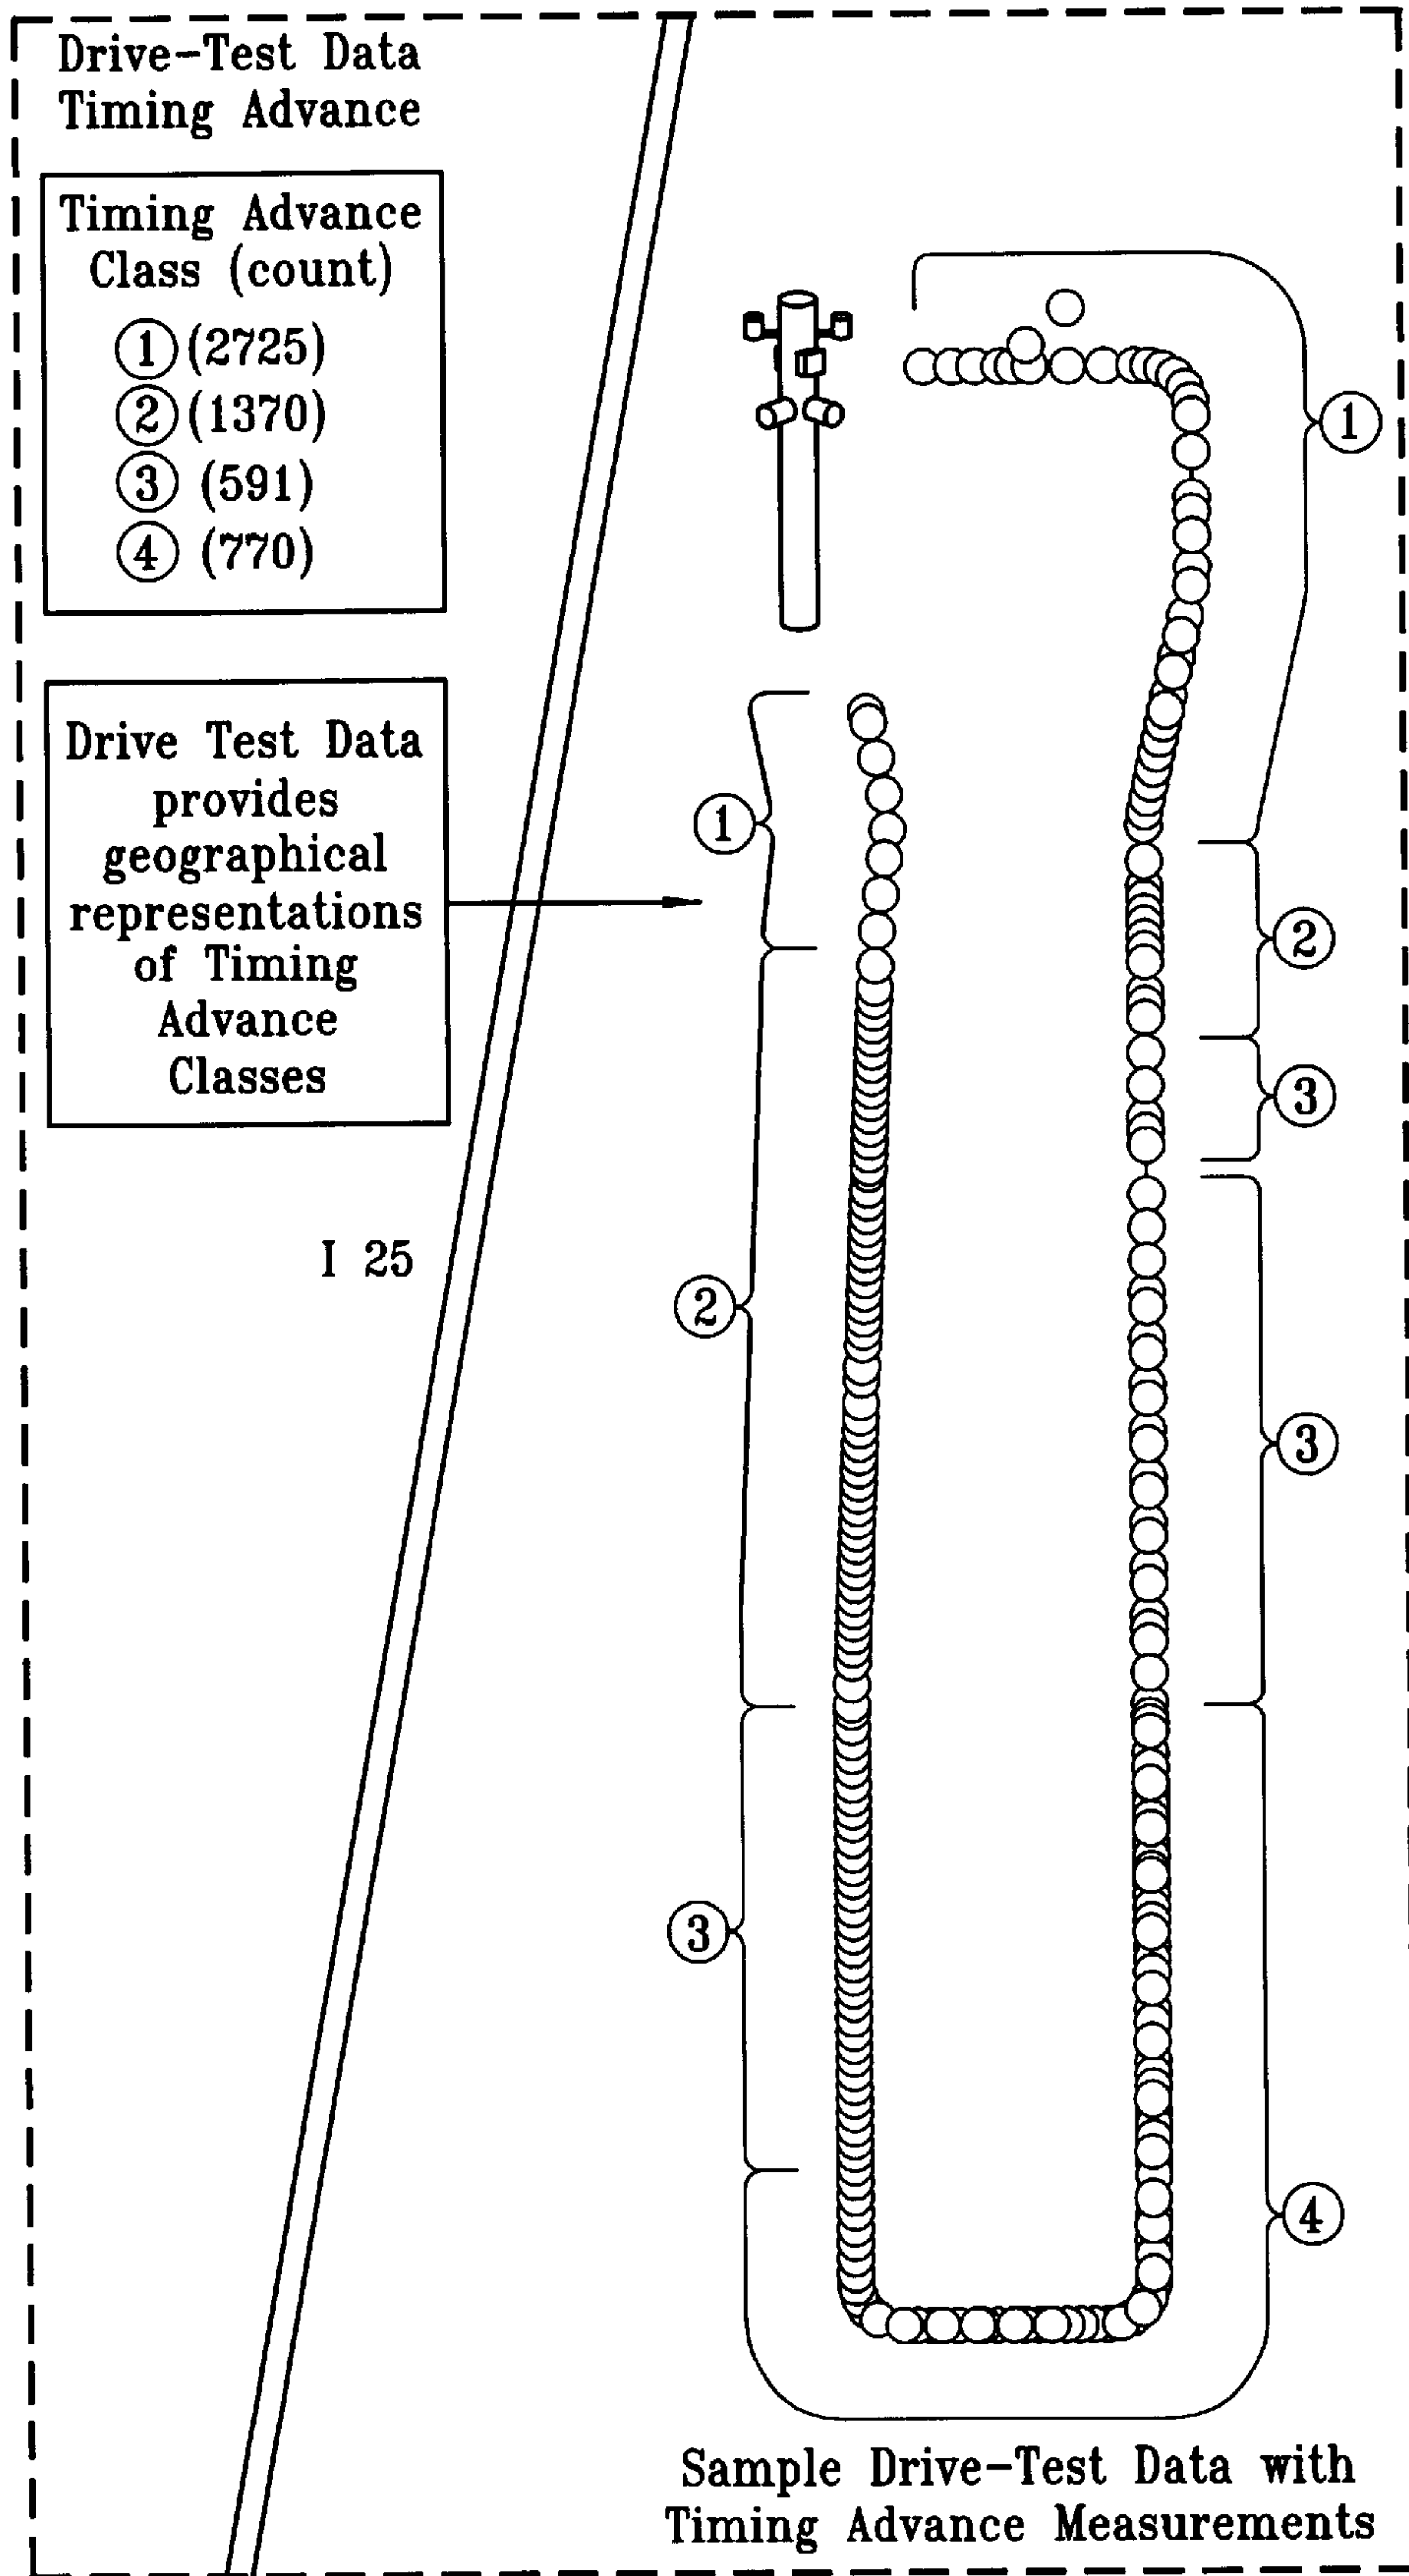 Drive-Test Data
Timing Advance
Timing Advance
Class (count)
1 (2725)
2 (1370)
3 (591)
4 (770)
Drive Test Data
provides
geographical
representations
of Timing
Advance
Classes
I 25
1
1
2
3
2
3
3
4
Sample Drive-Test Data with
Timing Advance Measurements